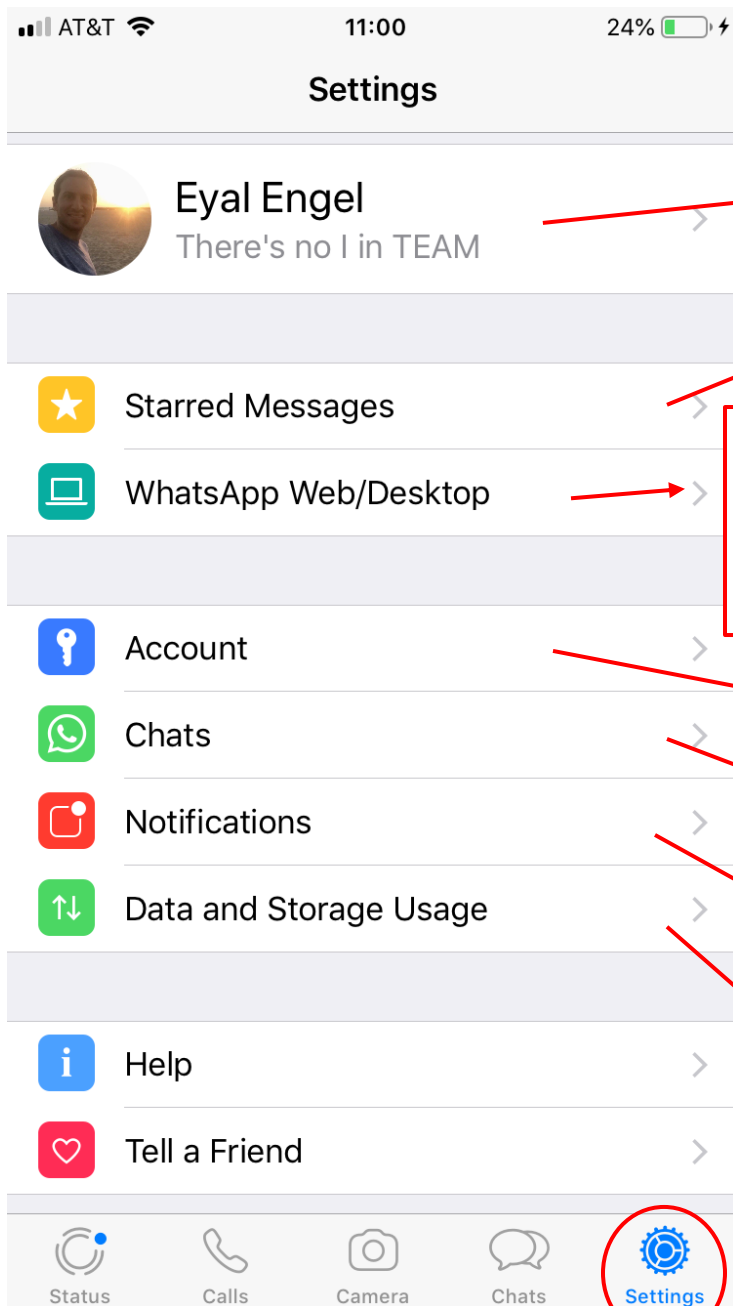 AT&T 11:00 24%
Settings
Eyal Engel
There's no I in TEAM
Starred Messages
WhatsApp Web/Desktop
Account
Chats
Notifications
Data and Storage Usage
Help
Tell a Friend
Status Calls Camera Chats Settings